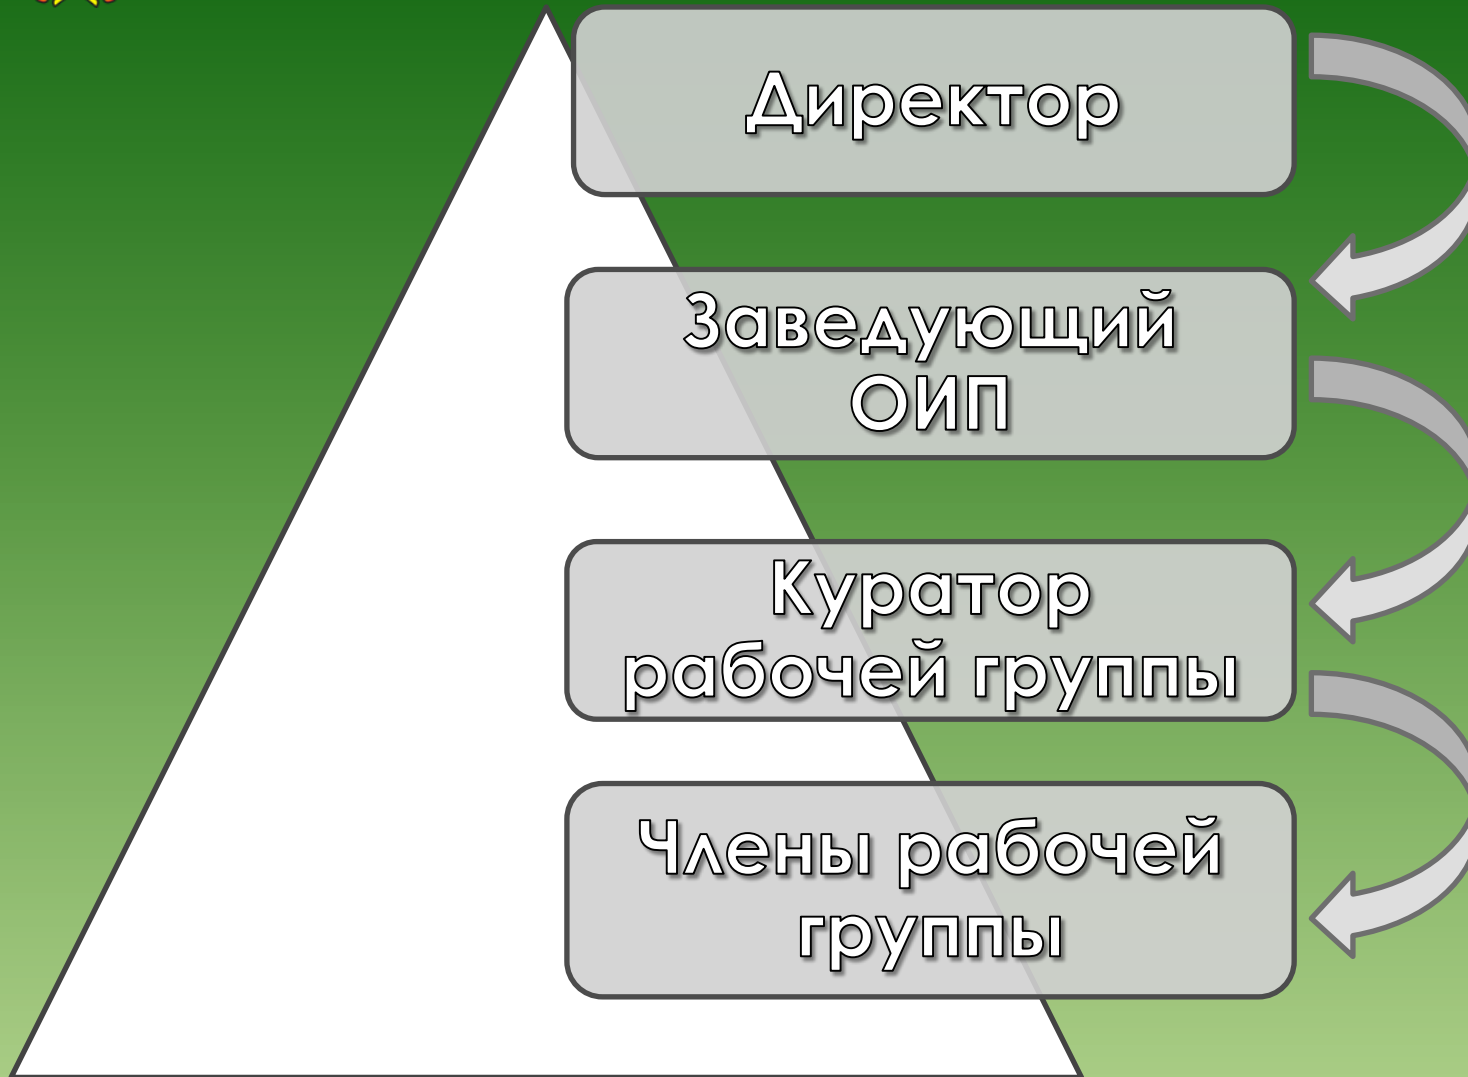 Директор
Заведующий
ОИП
Куратор
рабочей группы
Члены рабочей
группы